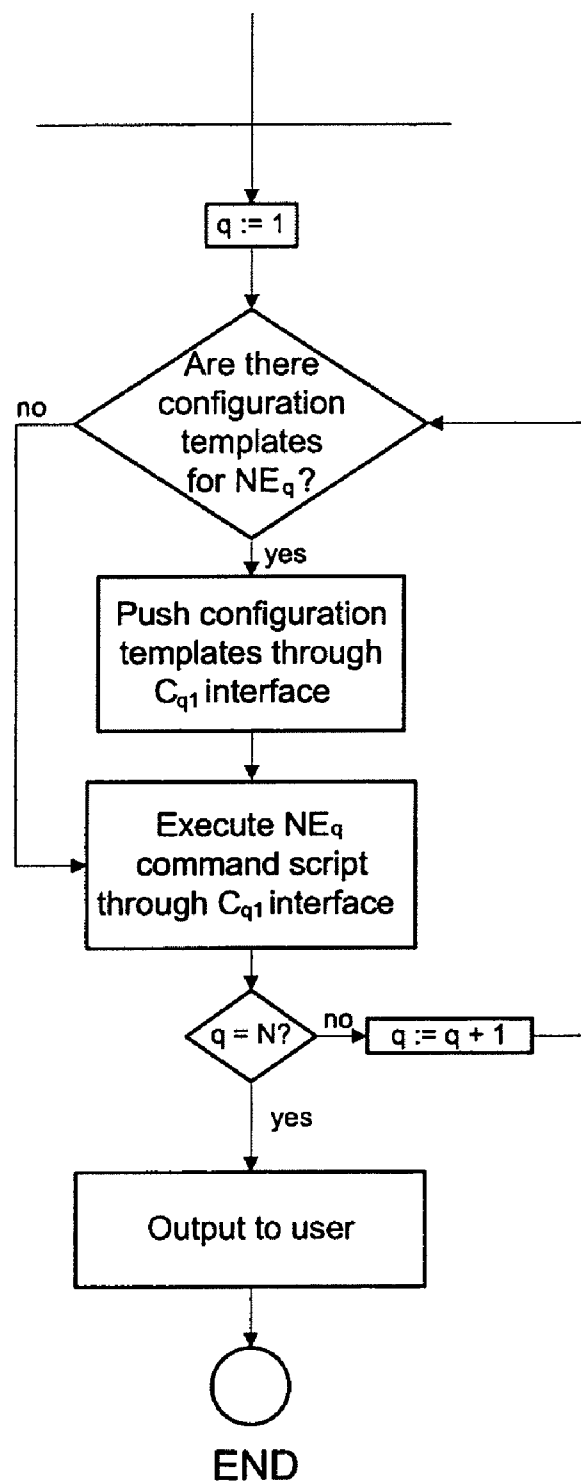 q := 1
Are there
configuration
templates
for NEq?
no
yes
Push configuration
templates through
Cq1 interface
Execute NEq
command script
through Cq1 interface
q = N?
no
q := q + 1
yes
Output to user
END